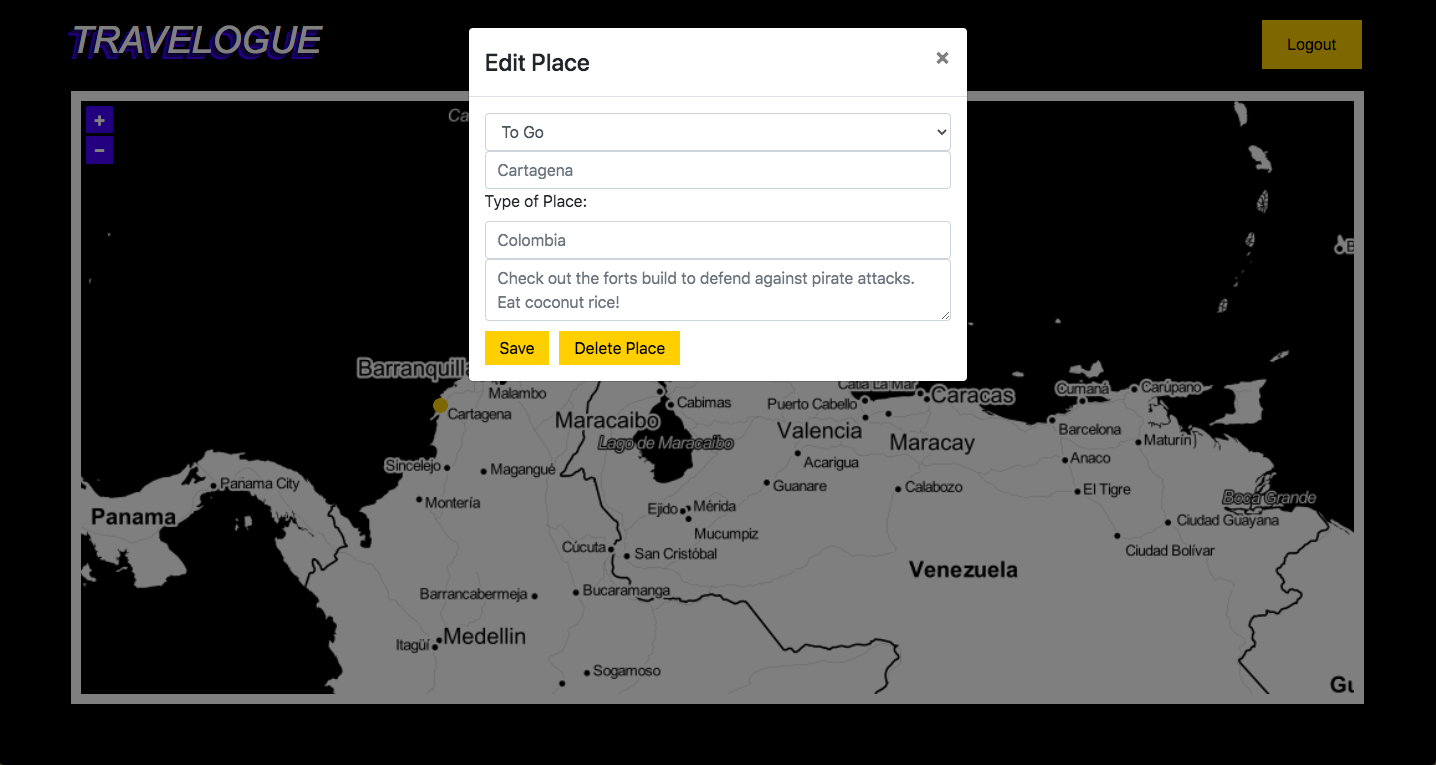 TRAVELOGUE
Logout
Edit Place
×
To Go
Cartagena
Type of Place:
Colombia
Check out the forts build to defend against pirate attacks.
Eat coconut rice!
Save
Delete Place
+
−
Ca
B
Barranquilla
Malambo
Cartagena
Maracaibo
Cabimas
Lago de Maracaibo
Puerto Cabello
Catia La Mar
Caracas
Cumaná
Carúpano
Valencia
Maracay
Barcelona
Maturín
Sincelejo
Magangué
Acarigua
Anaco
Panama City
Montería
Guanare
Calabozo
El Tigre
Boca Grande
Panama
Ejido
Mérida
Mucumpiz
Ciudad Guayana
Cúcuta
San Cristóbal
Ciudad Bolívar
Venezuela
Barrancabermeja
Bucaramanga
Itagüí
Medellin
Sogamoso
Gu